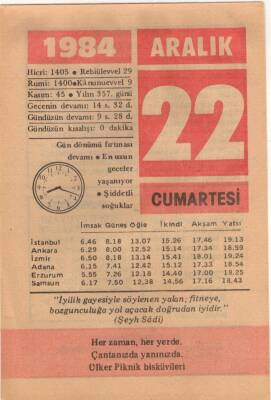 1984 ARALIK
Hicri: 1405 • Rebiülevvel 29
Rumi: 1400 • Kânunuevvel 9
Kasım: 45 • Yılın 357. günü
Gecenin devamı: 14 s. 32 d.
Gündüzün devamı: 9 s. 28 d.
Gündüzün kısalışı: 0 dakika
22
Gün dönümü fırtınası
devamı • En uzun
geceler
yaşanıyor
• Şiddetli
soğuklar
CUMARTESİ
İmsak Güneş Öğle İkindi Akşam Yatsı
İstanbul 6,46 8,18 13,07 15,26 17,46 19,13
Ankara 6,29 8,00 12,52 15,14 17,34 18,59
İzmir 6,50 8,18 13,14 15,41 18,01 19,24
Adana 6,15 7,41 12,42 15,12 17,33 18,54
Erzurum 5,55 7,26 12,18 14,40 17,00 18,25
Samsun 6,17 7,50 12,38 14,56 17,16 18,43
"İyilik gayesiyle söylenen yalan; fitneye,
bozgunculuğa yol açacak doğrudan iyidir."
(Şeyh Sâdi)
Her zaman, her yerde.
Çantanızda yanınızda.
Ülker Piknik bisküvileri